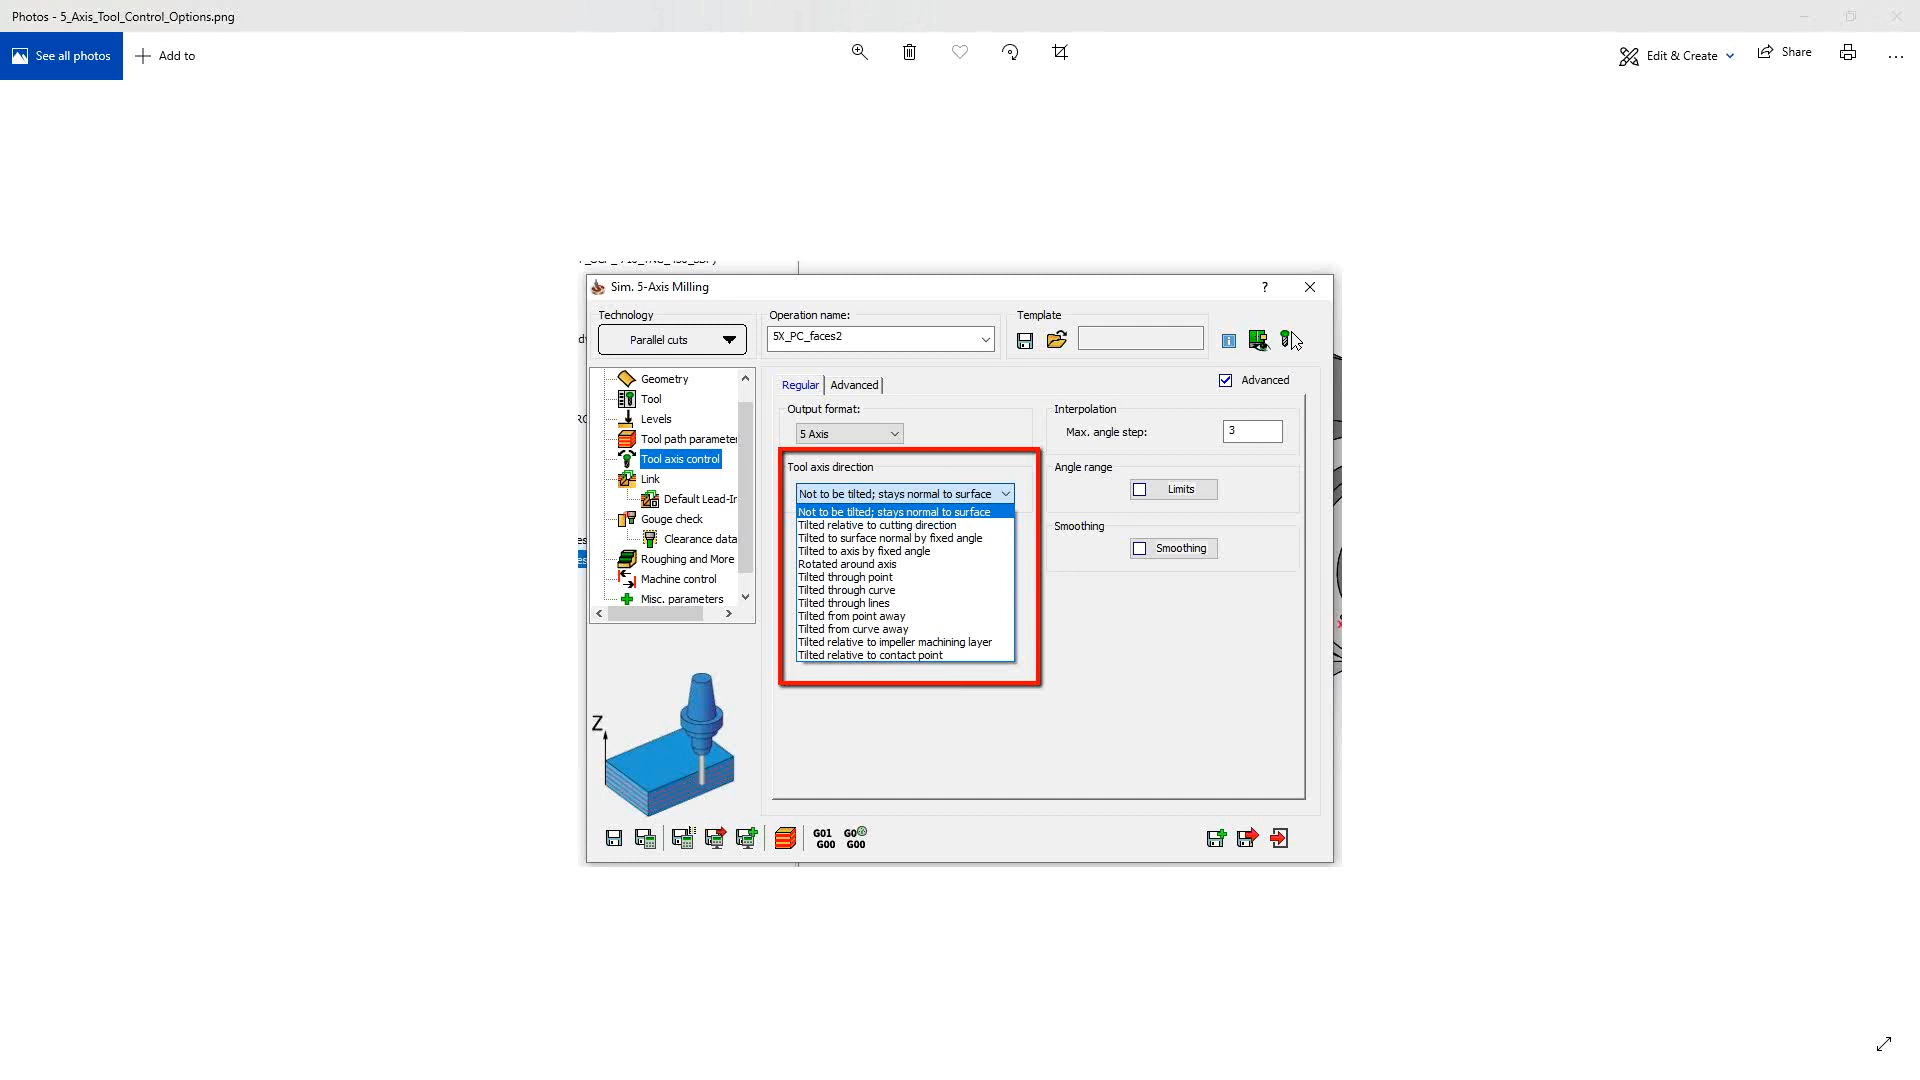 Photos - 5_Axis_Tool_Control_Options.png
See all photos
Add to
Edit & Create
Share
Sim. 5-Axis Milling
?
Technology
Parallel cuts
Operation name:
5X_PC_faces2
Template
Geometry
Tool
Levels
Tool path paramete
Tool axis control
Link
Default Lead-Ir
Gouge check
Clearance data
Roughing and More
Machine control
Misc. parameters
Regular
Advanced
Advanced
Output format:
5 Axis
Interpolation
Max. angle step:
3
Tool axis direction
Not to be tilted; stays normal to surface
Not to be tilted; stays normal to surface
Tilted relative to cutting direction
Tilted to surface normal by fixed angle
Tilted to axis by fixed angle
Rotated around axis
Tilted through point
Tilted through curve
Tilted through lines
Tilted from point away
Tilted from curve away
Tilted relative to impeller machining layer
Tilted relative to contact point
Angle range
Limits
Smoothing
Smoothing
Z
G01
G00
G0
G00